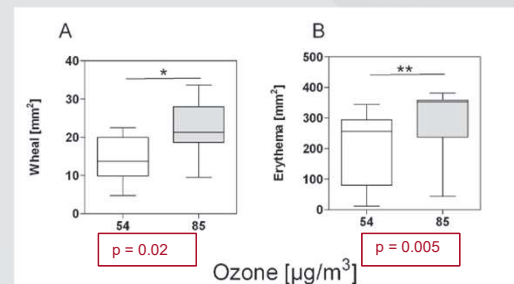 A
B
*
**
Wheal [mm²]
40
30
20
10
0
54
85
Erythema [mm²]
500
400
300
200
100
0
54
85
p = 0.02
p = 0.005
Ozone [µg/m³]